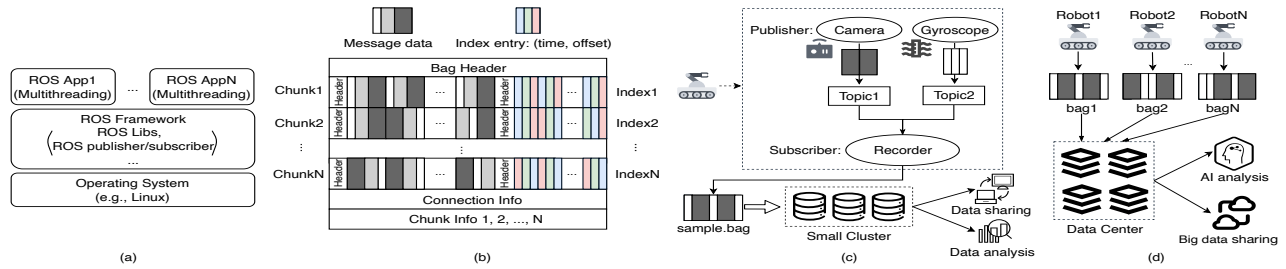 ROS App1
(Multithreading)
...
ROS AppN
(Multithreading)
ROS Framework
ROS Libs,
ROS publisher/subscriber
...
Operating System
(e.g., Linux)
(a)
Message data
Index entry: (time, offset)
Bag Header
Chunk1
Header
...
Header
...
Index1
Chunk2
Header
...
Header
...
Index2
...
...
...
ChunkN
Header
...
Header
...
IndexN
Connection Info
Chunk Info 1, 2, ..., N
(b)
Publisher:
Camera
Gyroscope
Topic1
Topic2
Subscriber:
Recorder
sample.bag
Small Cluster
Data sharing
Data analysis
(c)
Robot1
Robot2
RobotN
...
bag1
bag2
bagN
Data Center
AI analysis
Big data sharing
(d)